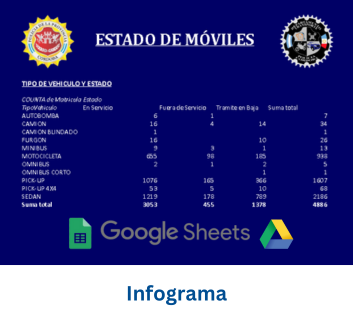 ESTADO DE MÓVILES
TIPO DE VEHICULO Y ESTADO
COUNTA de Matricula Estado
TipoVehiculo En Servicio Fuera de Servicio Tramite en Baja Suma total
AUTOBOMBA 6 1 7
CAMION 16 4 14 34
CAMION BLINDADO 1 1
FURGON 16 10 26
MINIBUS 9 3 1 13
MOTOCICLETA 655 98 185 938
OMNIBUS 2 1 2 5
OMNIBUS CORTO 1 1
PICK-UP 1076 165 366 1607
PICK-UP 4X4 53 5 10 68
SEDAN 1219 178 789 2186
Suma total 3053 455 1378 4886
Google Sheets
Infograma